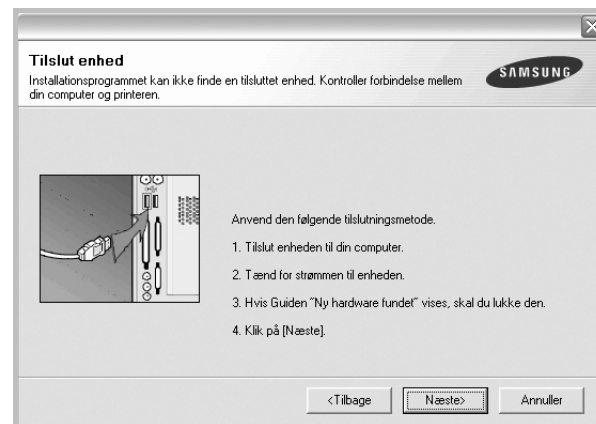 Tilslut enhed
Installationsprogrammet kan ikke finde en tilsluttet enhed. Kontroller forbindelse mellem
din computer og printeren.
SAMSUNG
Anvend den følgende tilslutningsmetode.
1. Tilslut enheden til din computer.
2. Tænd for strømmen til enheden.
3. Hvis Guiden "Ny hardware fundet" vises, skal du lukke den.
4. Klik på [Næste].
<Tilbage
Næste>
Annuller